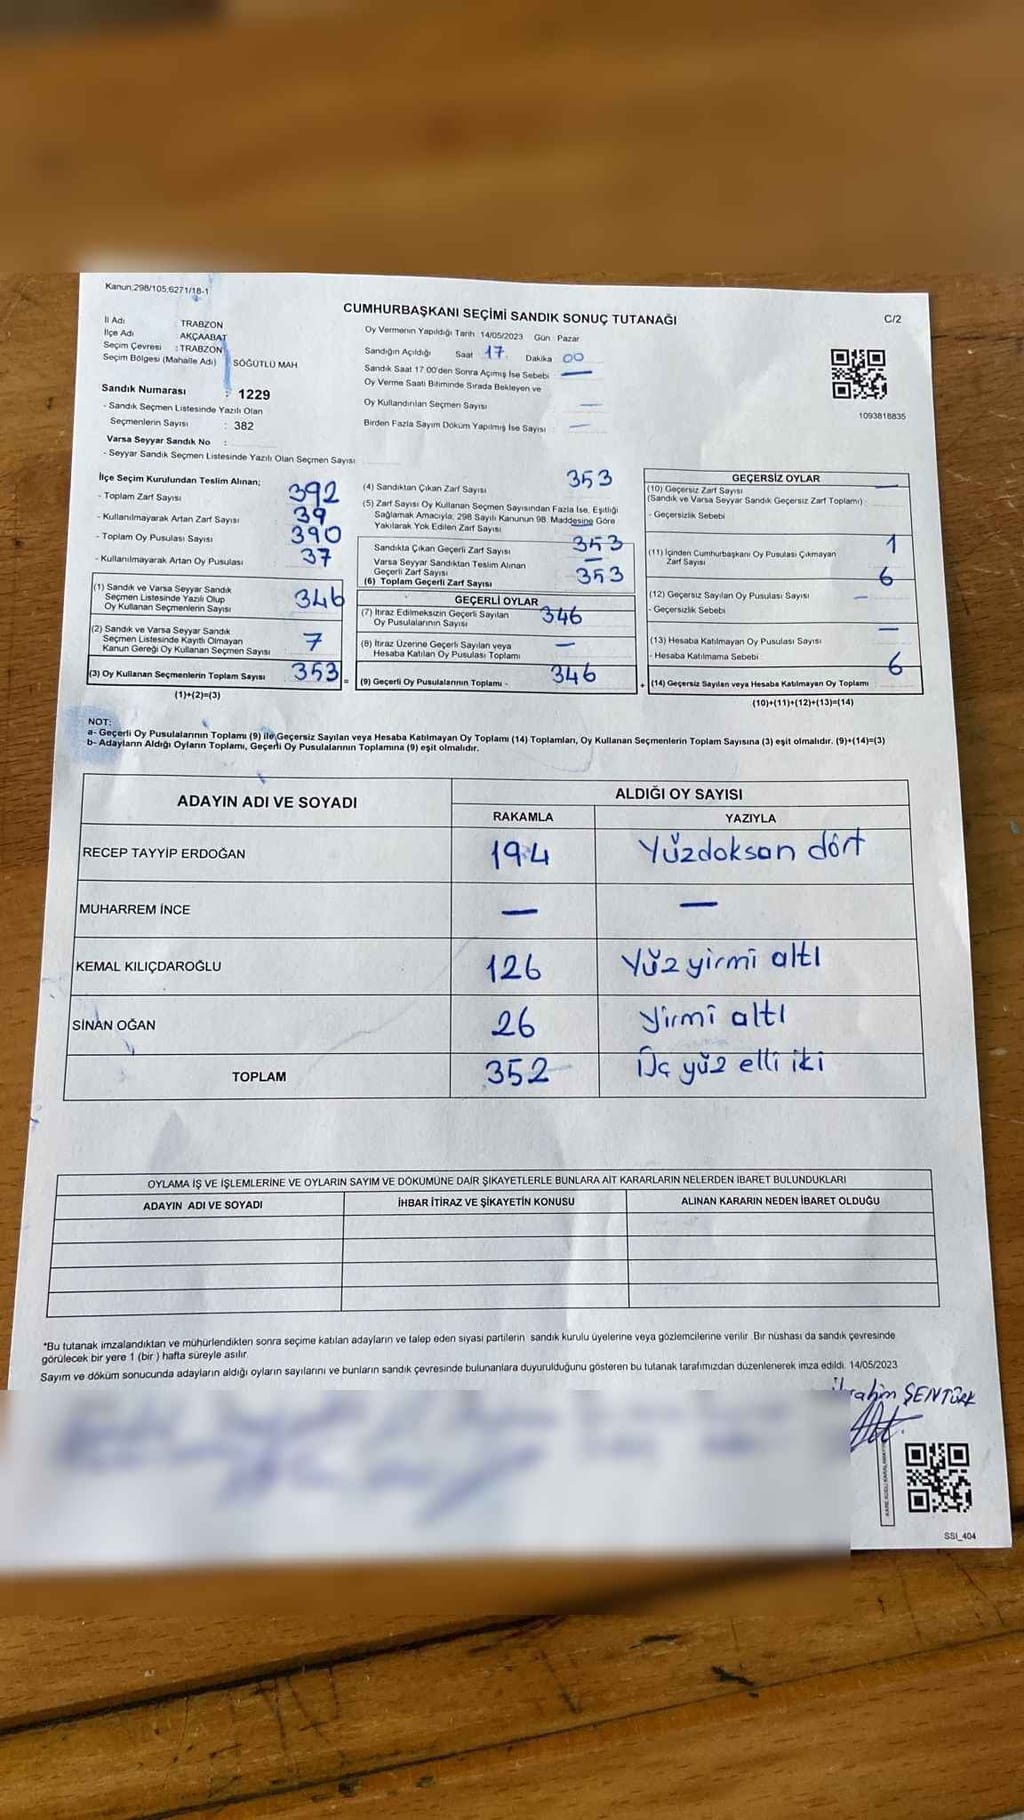 Kanun,298/105,6271/18-1
CUMHURBAŞKANI SEÇİMİ SANDIK SONUÇ TUTANAĞI
C/2
İl Adı : TRABZON
İlçe Adı AKÇAABAT
Seçim Çevresi : TRABZON
Seçim Bölgesi (Mahalle Adı) SÖĞÜTLÜ MAH
Sandık Numarası : 1229
- Sandık Seçmen Listesinde Yazılı Olan
Seçmenlerin Sayısı : 382
Varsa Seyyar Sandık No :
- Seyyar Sandık Seçmen Listesinde Yazılı Olan Seçmen Sayısı
Oy Vermenin Yapıldığı Tarih 14/05/2023 Gün Pazar
Sandığın Açıldığı Saat 17 Dakika 00
Sandık Saat 17 00'den Sonra Açımış İse Sebebi —
Oy Verme Saati Bitiminde Sırada Bekleyen ve
Oy Kullandırılan Seçmen Sayısı —
Birden Fazla Sayım Döküm Yapılmış İse Sayısı —
1093818835
İlçe Seçim Kurulundan Teslim Alınan;
- Toplam Zarf Sayısı 392
- Kullanılmayarak Artan Zarf Sayısı 39
- Toplam Oy Pusulası Sayısı 390
- Kullanılmayarak Artan Oy Pusulası 37
(1) Sandık ve Varsa Seyyar Sandık
Seçmen Listesinde Yazılı Olup
Oy Kullanan Seçmenlerin Sayısı 346
(2) Sandık ve Varsa Seyyar Sandık
Seçmen Listesinde Kayıtlı Olmayan
Kanun Gereği Oy Kullanan Seçmen Sayısı 7
(3) Oy Kullanan Seçmenlerin Toplam Sayısı 353 =
(1)+(2)=(3)
(4) Sandıktan Çıkan Zarf Sayısı 353
(5) Zarf Sayısı Oy Kullanan Seçmen Sayısından Fazla İse, Eşitliği
Sağlamak Amacıyla, 298 Sayılı Kanunun 98. Maddesine Göre
Yakılarak Yok Edilen Zarf Sayısı —
Sandıkta Çıkan Geçerli Zarf Sayısı 353
Varsa Seyyar Sandıktan Teslim Alınan
Geçerli Zarf Sayısı —
(6) Toplam Geçerli Zarf Sayısı 353
GEÇERLİ OYLAR
(7) İtiraz Edilmeksizin Geçerli Sayılan
Oy Pusulalarının Sayısı 346
(8) İtiraz Üzerine Geçerli Sayılan veya
Hesaba Katılan Oy Pusulası Toplamı —
(9) Geçerli Oy Pusulalarının Toplamı - 346 +
GEÇERSİZ OYLAR
(10) Geçersiz Zarf Sayısı —
(Sandık ve Varsa Seyyar Sandık Geçersiz Zarf Toplamı)
- Geçersizlik Sebebi
(11) İçinden Cumhurbaşkanı Oy Pusulası Çıkmayan
Zarf Sayısı 1
(12) Geçersiz Sayılan Oy Pusulası Sayısı 6
- Geçersizlik Sebebi —
(13) Hesaba Katılmayan Oy Pusulası Sayısı —
- Hesaba Katılmama Sebebi
(14) Geçersiz Sayılan veya Hesaba Katılmayan Oy Toplamı 6
(10)+(11)+(12)+(13)=(14)
NOT:
a- Geçerli Oy Pusulalarının Toplamı (9) ile Geçersiz Sayılan veya Hesaba Katılmayan Oy Toplamı (14) Toplamları, Oy Kullanan Seçmenlerin Toplam Sayısına (3) eşit olmalıdır. (9)+(14)=(3)
b- Adayların Aldığı Oyların Toplamı, Geçerli Oy Pusulalarının Toplamına (9) eşit olmalıdır.
ADAYIN ADI VE SOYADI ALDIĞI OY SAYISI
RAKAMLA YAZIYLA
RECEP TAYYİP ERDOĞAN 194 Yüzdoksan dört
MUHARREM İNCE — —
KEMAL KILIÇDAROĞLU 126 Yüz yirmi altı
SİNAN OĞAN 26 Yirmi altı
TOPLAM 352 Üç yüz elli iki
OYLAMA İŞ VE İŞLEMLERİNE VE OYLARIN SAYIM VE DÖKÜMÜNE DAİR ŞİKAYETLERLE BUNLARA AİT KARARLARIN NELERDEN İBARET BULUNDUKLARI
ADAYIN ADI VE SOYADI İHBAR İTİRAZ VE ŞİKAYETİN KONUSU ALINAN KARARIN NEDEN İBARET OLDUĞU
*Bu tutanak imzalandıktan ve mühürlendikten sonra seçime katılan adayların ve talep eden siyasi partilerin sandık kurulu üyelerine veya gözlemcilerine verilir. Bir nüshası da sandık çevresinde
görülecek bir yere 1 (bir) hafta süreyle asılır.
Sayım ve döküm sonucunda adayların aldığı oyların sayılarını ve bunların sandık çevresinde bulunanlara duyurulduğunu gösteren bu tutanak tarafımızdan düzenlenerek imza edildi. 14/05/2023
İbrahim ŞENTÜRK
SSİ_404